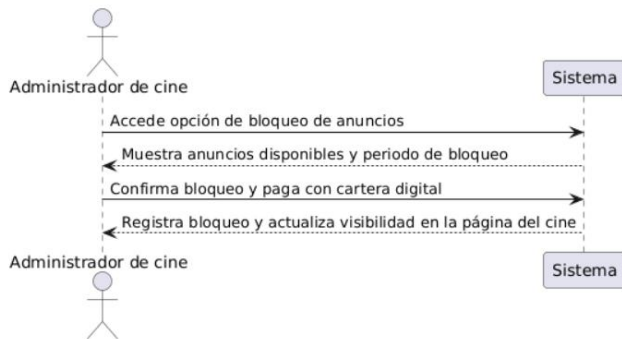 Administrador de cine
Sistema
Accede opción de bloqueo de anuncios
Muestra anuncios disponibles y periodo de bloqueo
Confirma bloqueo y paga con cartera digital
Registra bloqueo y actualiza visibilidad en la página del cine
Administrador de cine
Sistema